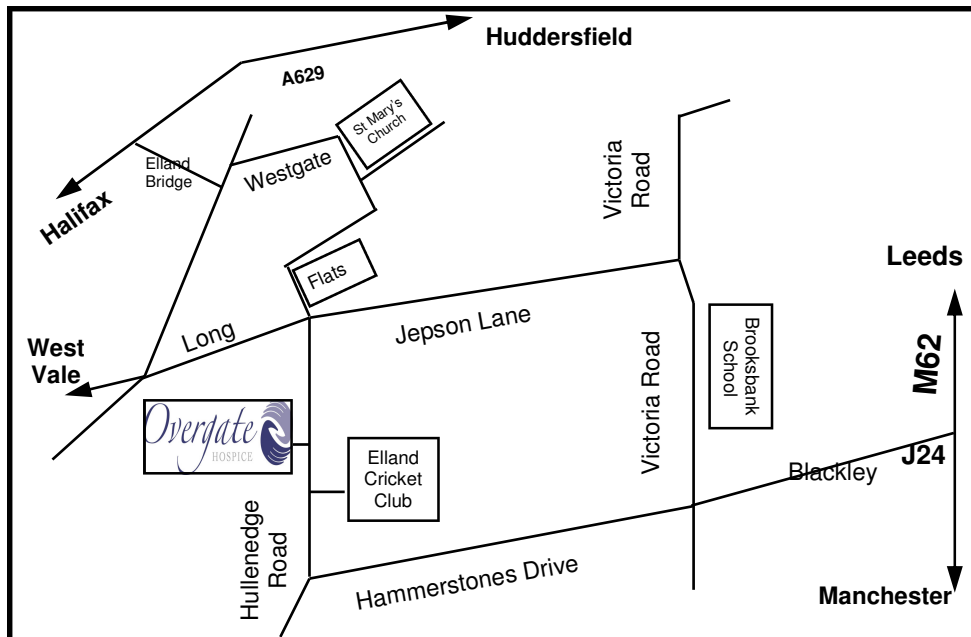 Huddersfield
A629
St Mary's
Church
Elland
Bridge
Westgate
Halifax
Victoria
Road
Flats
Leeds
Long
Jepson Lane
West
Vale
Brooksbank
School
M62
Overgate
HOSPICE
Victoria Road
Elland
Cricket
Club
J24
Blackley
Hullenedge
Road
Hammerstones Drive
Manchester